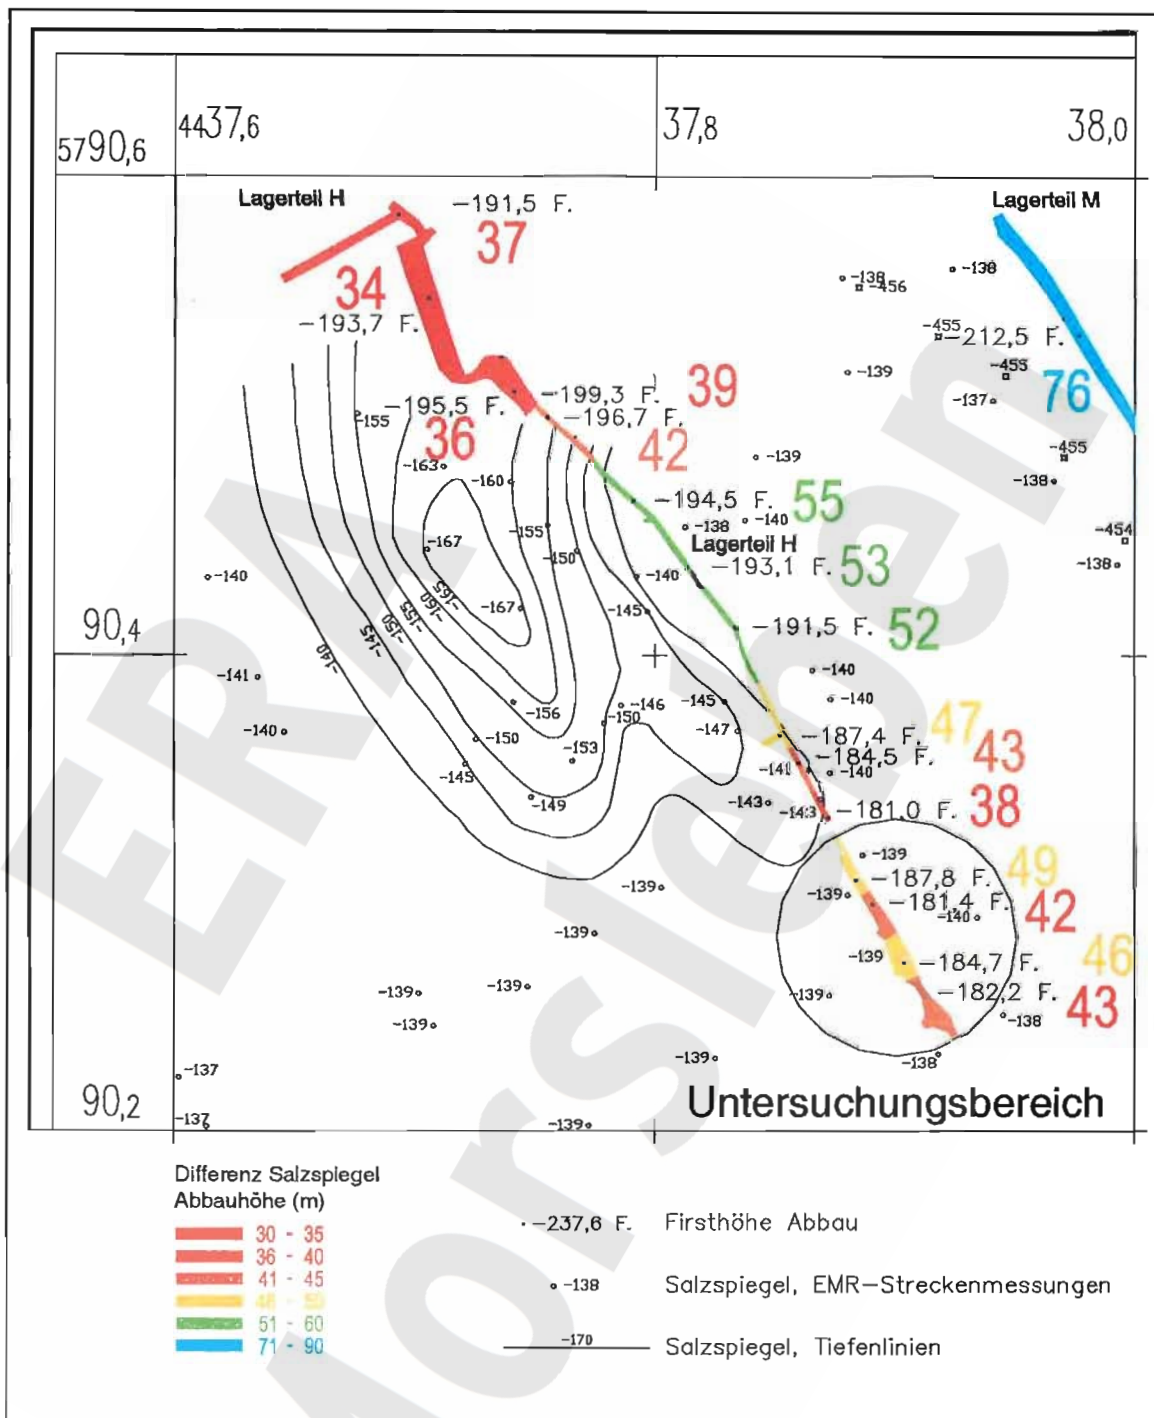 4437,6
37,8
38,0
5790,6
Lagerteil H
-191,5 F.
Lagerteil M
37
34
-138
-138
-456
-193,7 F.
-455
-212,5 F.
-139
-455
39
76
-199,3 F.
-137
-195,5 F.
-155
-196,7 F.
36
42
-163
-139
-455
-160
-138
-194,5 F.
55
-155
-138
-140
-454
-167
-150
Lagerteil H
-140
-140
-193,1 F.
53
-138
-165
-160
-155
-150
-145
-140
-167
-145
-191,5 F.
52
90,4
-141
-140
-156
-146
-145
-140
-140
-150
-147
-187,4 F.
47
-150
-153
-184,5 F.
43
-145
-141
-140
-149
-143
-143
-181,0 F.
38
-139
49
-187,8 F.
-139
-139
-181,4 F.
42
-140
-139
-139
-184,7 F.
46
-139
-139
-139
-182,2 F.
43
-139
-138
-139
-138
-137
90,2
-137
-139
Untersuchungsbereich
Differenz Salzspiegel
Abbauhöhe (m)
30 - 35
36 - 40
41 - 45
46 - 50
51 - 60
71 - 90
-237,6 F.
Firsthöhe Abbau
-138
Salzspiegel, EMR-Streckenmessungen
-170
Salzspiegel, Tiefenlinien
ERA Morsleben